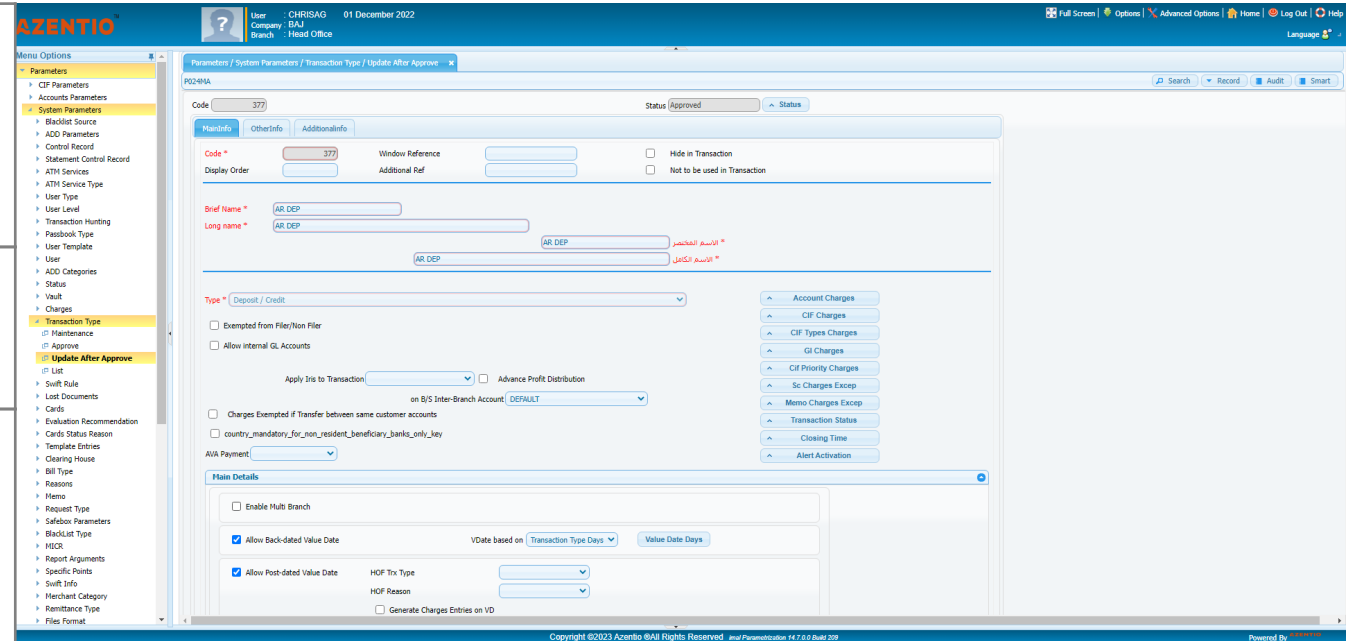 AZENTIO
User : CHRISAG 01 December 2022
Company : BAJ
Branch : Head Office
Full Screen | Options | Advanced Options | Home | Log Out | Help
Language
Menu Options
Parameters
CIF Parameters
Accounts Parameters
System Parameters
Blacklist Source
ADD Parameters
Control Record
Statement Control Record
ATM Services
ATM Service Type
User Type
User Level
Transaction Hunting
Passbook Type
User Template
User
ADD Categories
Status
Vault
Charges
Transaction Type
Maintenance
Approve
Update After Approve
List
Swift Rule
Lost Documents
Cards
Evaluation Recommendation
Cards Status Reason
Template Entries
Clearing House
Bill Type
Reasons
Memo
Request Type
Safebox Parameters
BlackList Type
MICR
Report Arguments
Specific Points
Swift Info
Merchant Category
Remittance Type
Files Format
Parameters / System Parameters / Transaction Type / Update After Approve x
P024MA
Search Record Audit Smart
Code 377 Status Approved Status
MainInfo OtherInfo Additionalinfo
Code * 377 Window Reference Hide in Transaction
Display Order Additional Ref Not to be used in Transaction
Brief Name * AR DEP
Long name * AR DEP
AR DEP الاسم المختصر *
AR DEP الاسم الكامل *
Type * Deposit / Credit
Exempted from Filer/Non Filer
Allow internal GL Accounts
Apply Iris to Transaction Advance Profit Distribution
on B/S Inter-Branch Account DEFAULT
Charges Exempted if Transfer between same customer accounts
country_mandatory_for_non_resident_beneficiary_banks_only_key
AVA Payment
Account Charges
CIF Charges
CIF Types Charges
Gl Charges
Cif Priority Charges
Sc Charges Excep
Memo Charges Excep
Transaction Status
Closing Time
Alert Activation
Main Details
Enable Multi Branch
Allow Back-dated Value Date VDate based on Transaction Type Days Value Date Days
Allow Post-dated Value Date HOF Trx Type
HOF Reason
Generate Charges Entries on VD
Copyright ©2023 Azentio ®All Rights Reserved imal Parametrization 14.7.0.0 Build 209
Powered By AZENTIO